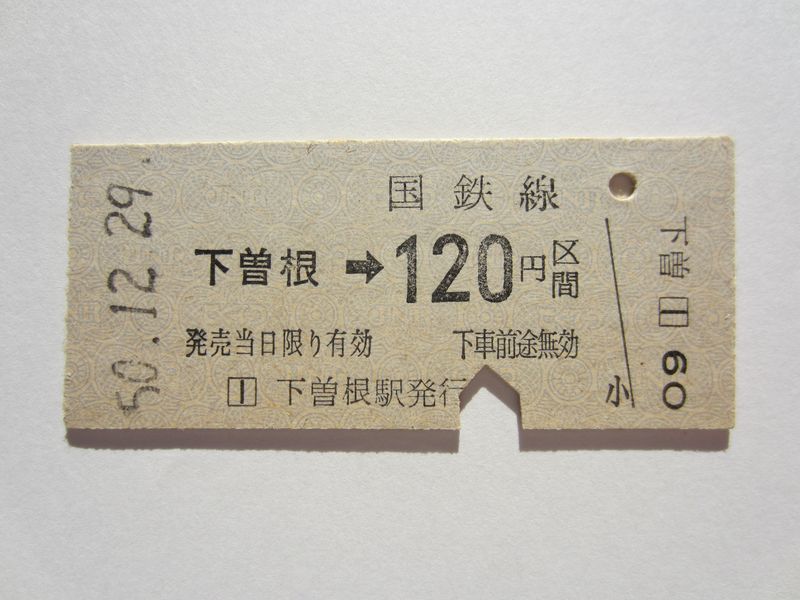 50.12.29.
国鉄線
下曽根 ➡ 120円区間
発売当日限り有効 下車前途無効
1 下曽根駅発行
小
下曽 1 60